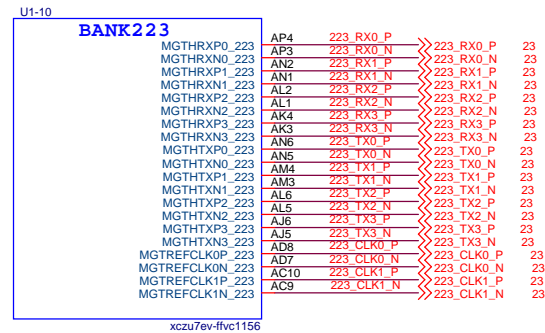 U1-10
BANK223
MGTHRXP0_223 AP4 223_RX0_P 223_RX0_P 23
MGTHRXN0_223 AP3 223_RX0_N 223_RX0_N 23
MGTHRXP1_223 AN2 223_RX1_P 223_RX1_P 23
MGTHRXN1_223 AN1 223_RX1_N 223_RX1_N 23
MGTHRXP2_223 AL2 223_RX2_P 223_RX2_P 23
MGTHRXN2_223 AL1 223_RX2_N 223_RX2_N 23
MGTHRXP3_223 AK4 223_RX3_P 223_RX3_P 23
MGTHRXN3_223 AK3 223_RX3_N 223_RX3_N 23
MGTHTXP0_223 AN6 223_TX0_P 223_TX0_P 23
MGTHTXN0_223 AN5 223_TX0_N 223_TX0_N 23
MGTHTXP1_223 AM4 223_TX1_P 223_TX1_P 23
MGTHTXN1_223 AM3 223_TX1_N 223_TX1_N 23
MGTHTXP2_223 AL6 223_TX2_P 223_TX2_P 23
MGTHTXN2_223 AL5 223_TX2_N 223_TX2_N 23
MGTHTXP3_223 AJ6 223_TX3_P 223_TX3_P 23
MGTHTXN3_223 AJ5 223_TX3_N 223_TX3_N 23
MGTREFCLK0P_223 AD8 223_CLK0_P 223_CLK0_P 23
MGTREFCLK0N_223 AD7 223_CLK0_N 223_CLK0_N 23
MGTREFCLK1P_223 AC10 223_CLK1_P 223_CLK1_P 23
MGTREFCLK1N_223 AC9 223_CLK1_N 223_CLK1_N 23
xczu7ev-ffvc1156